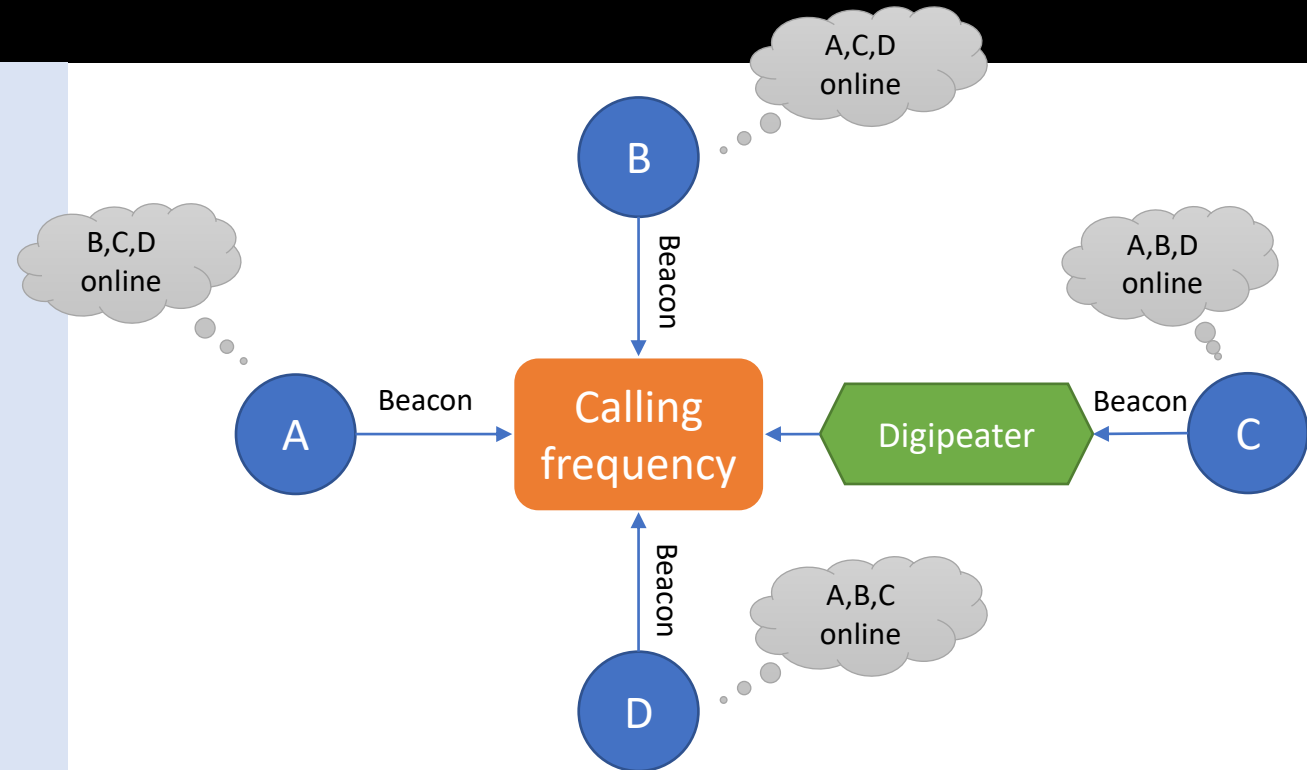 A,C,D
online
B
Beacon
B,C,D
online
A,B,D
online
A
Beacon
Calling
frequency
Digipeater
Beacon
C
Beacon
A,B,C
online
D